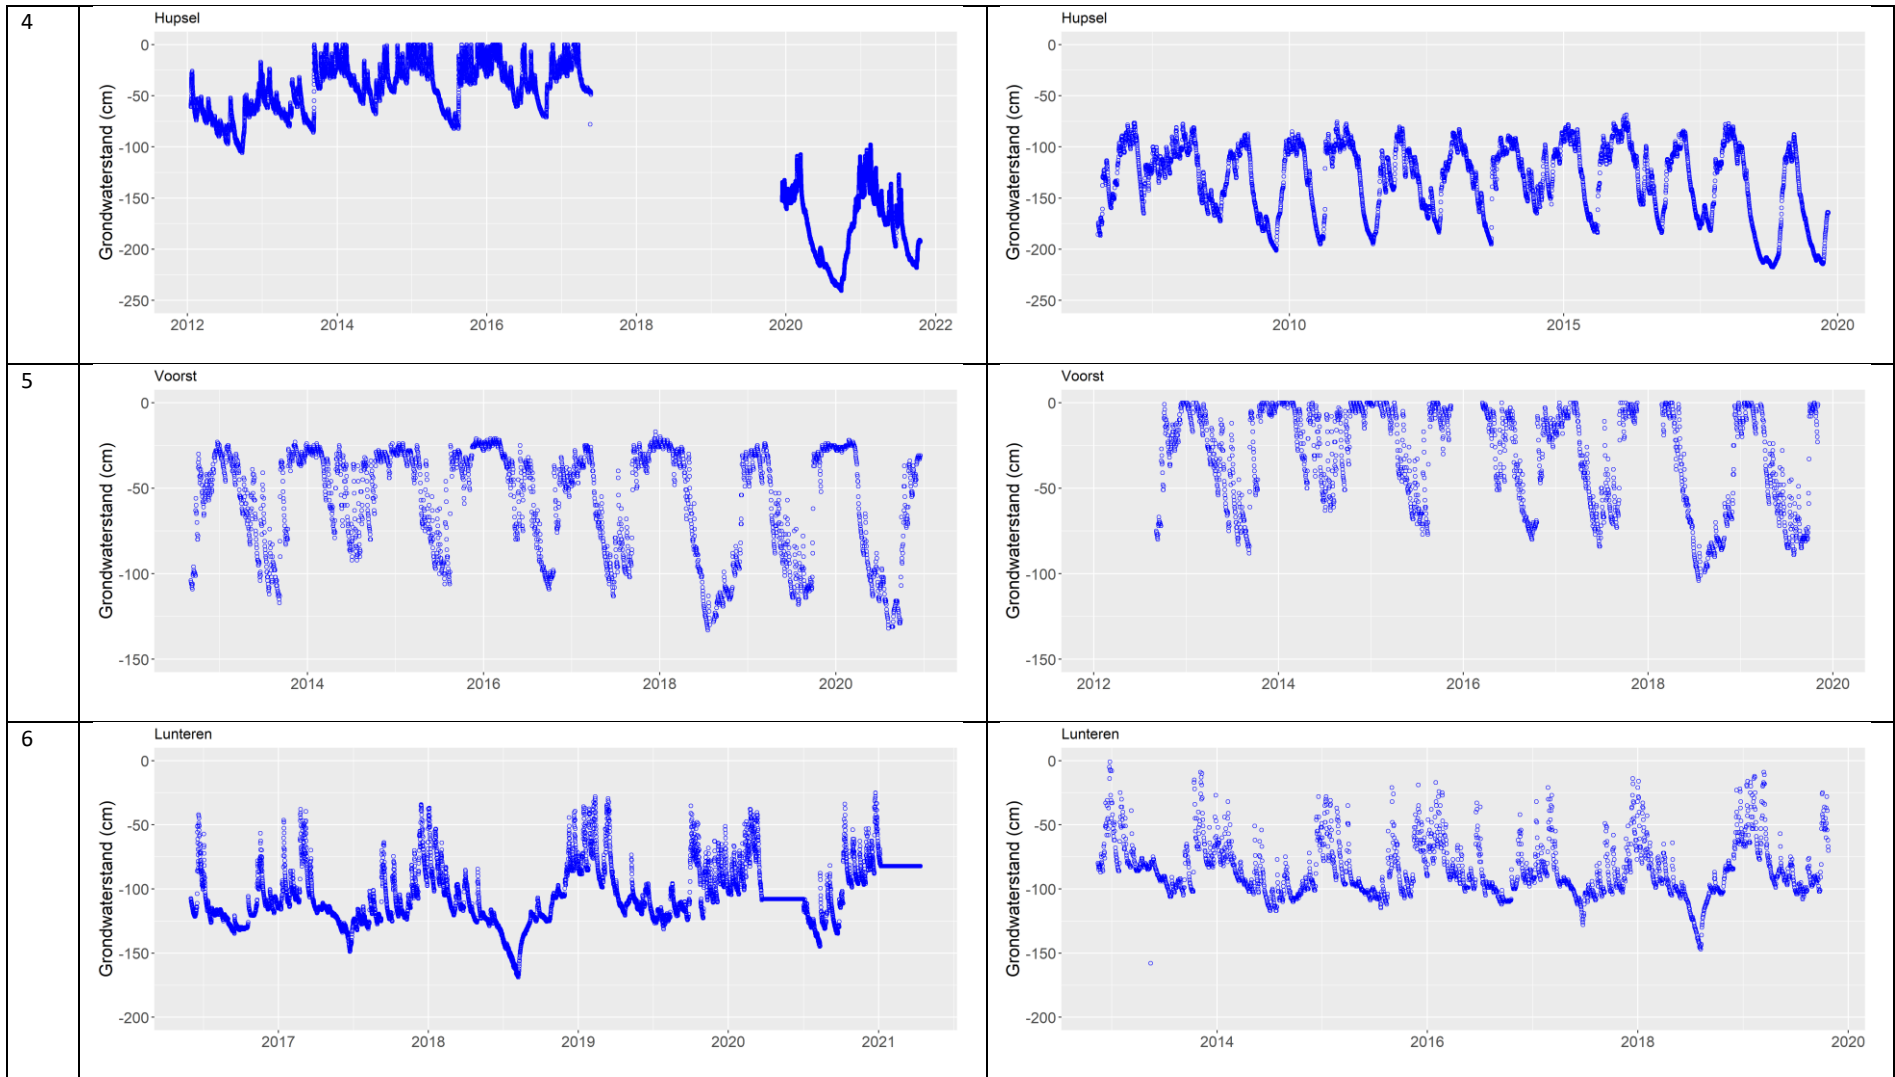 4
Hupsel
Grondwaterstand (cm)
0
-50
-100
-150
-200
-250
2012 2014 2016 2018 2020 2022
Hupsel
Grondwaterstand (cm)
0
-50
-100
-150
-200
-250
2010 2015 2020
5
Voorst
Grondwaterstand (cm)
0
-50
-100
-150
2014 2016 2018 2020
Voorst
Grondwaterstand (cm)
0
-50
-100
-150
2012 2014 2016 2018 2020
6
Lunteren
Grondwaterstand (cm)
0
-50
-100
-150
-200
2017 2018 2019 2020 2021
Lunteren
Grondwaterstand (cm)
0
-50
-100
-150
-200
2014 2016 2018 2020